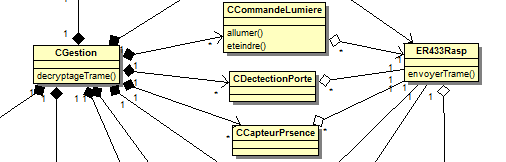 CCommandeLumiere
allumer()
eteindre()
CGestion
decryptageTrame()
ER433Rasp
envoyerTrame()
CDectectionPorte
CCapteurPrsence